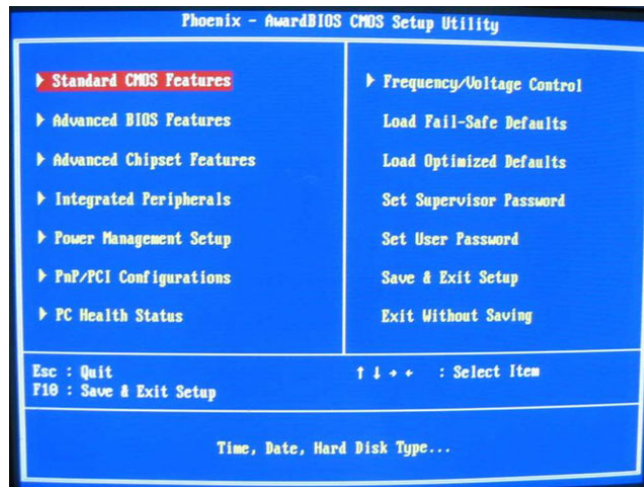 Phoenix - AwardBIOS CMOS Setup Utility
Standard CMOS Features
Advanced BIOS Features
Advanced Chipset Features
Integrated Peripherals
Power Management Setup
PnP/PCI Configurations
PC Health Status
Frequency/Voltage Control
Load Fail-Safe Defaults
Load Optimized Defaults
Set Supervisor Password
Set User Password
Save & Exit Setup
Exit Without Saving
Esc : Quit
F10 : Save & Exit Setup
↑ ↓ → ← : Select Item
Time, Date, Hard Disk Type...